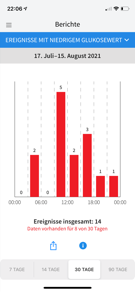 22:06
Berichte
EREIGNISSE MIT NIEDRIGEM GLUKOSEWERT
17. Juli–15. August 2021
5
3
2
2
1
1
0
0
00:00 06:00 12:00 18:00 00:00
Ereignisse insgesamt: 14
Daten vorhanden für 8 von 30 Tagen
7 TAGE 14 TAGE 30 TAGE 90 TAGE